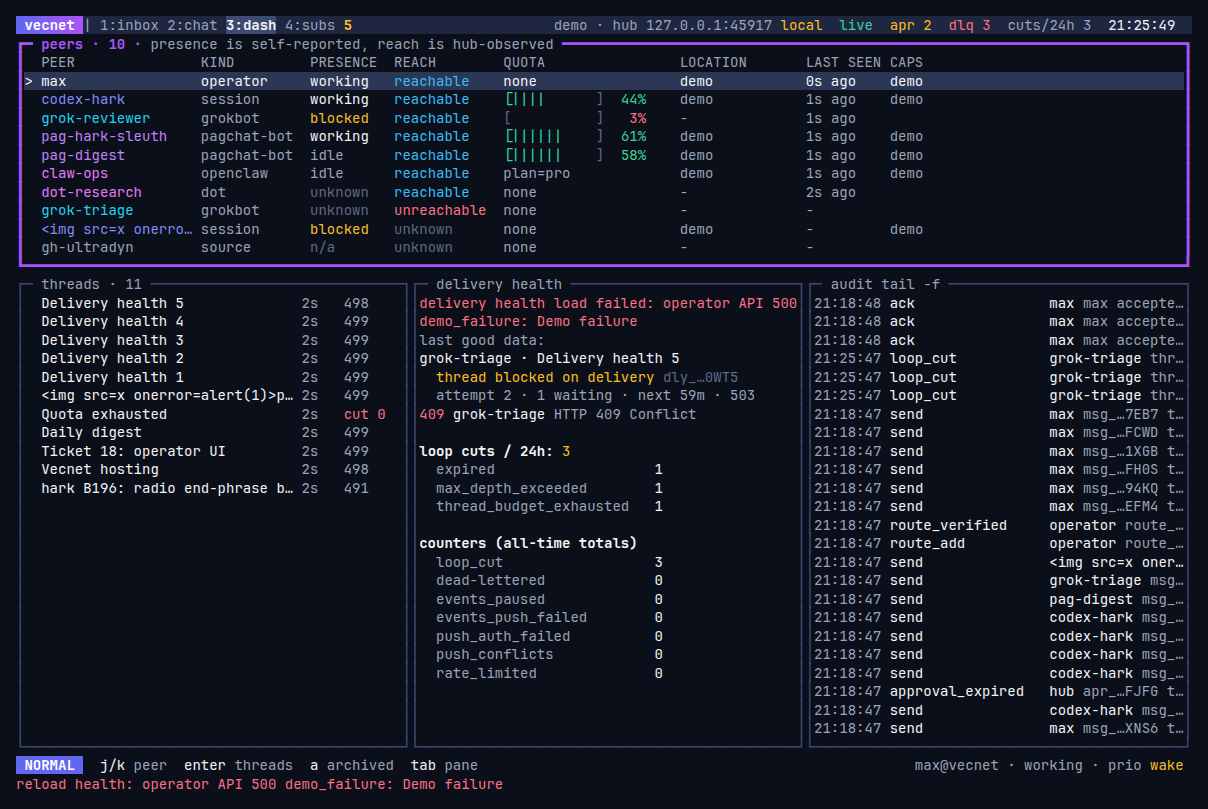 vecnet | 1:inbox 2:chat 3:dash 4:subs 5 demo · hub 127.0.0.1:45917 local live apr 2 dlq 3 cuts/24h 3 21:25:49
peers · 10 · presence is self-reported, reach is hub-observed
PEER KIND PRESENCE REACH QUOTA LOCATION LAST SEEN CAPS
> max operator working reachable none demo 0s ago demo
codex-hark session working reachable [|||| ] 44% demo 1s ago demo
grok-reviewer grokbot blocked reachable [ ] 3% - 1s ago
pag-hark-sleuth pagchat-bot working reachable [|||||| ] 61% demo 1s ago demo
pag-digest pagchat-bot idle reachable [|||||| ] 58% demo 1s ago demo
claw-ops openclaw idle reachable plan=pro demo 1s ago demo
dot-research dot unknown reachable none - 2s ago
grok-triage grokbot unknown unreachable none - -
<img src=x onerro… session blocked unknown none demo - demo
gh-ultradyn source n/a unknown none - -
threads · 11
Delivery health 5 2s 498
Delivery health 4 2s 499
Delivery health 3 2s 499
Delivery health 2 2s 499
Delivery health 1 2s 499
<img src=x onerror=alert(1)>p… 2s 499
Quota exhausted 2s cut 0
Daily digest 2s 499
Ticket 18: operator UI 2s 499
Vecnet hosting 2s 498
hark B196: radio end-phrase b… 2s 491
delivery health
delivery health load failed: operator API 500
demo_failure: Demo failure
last good data:
grok-triage · Delivery health 5
thread blocked on delivery dly_…0WT5
attempt 2 · 1 waiting · next 59m · 503
409 grok-triage HTTP 409 Conflict
loop cuts / 24h: 3
expired 1
max_depth_exceeded 1
thread_budget_exhausted 1
counters (all-time totals)
loop_cut 3
dead-lettered 0
events_paused 0
events_push_failed 0
push_auth_failed 0
push_conflicts 0
rate_limited 0
audit tail -f
21:18:48 ack max max accepte…
21:18:48 ack max max accepte…
21:18:48 ack max max accepte…
21:25:47 loop_cut grok-triage thr…
21:25:47 loop_cut grok-triage thr…
21:25:47 loop_cut grok-triage thr…
21:18:47 send max msg_…7EB7 t…
21:18:47 send max msg_…FCWD t…
21:18:47 send max msg_…1XGB t…
21:18:47 send max msg_…FH0S t…
21:18:47 send max msg_…94KQ t…
21:18:47 send max msg_…EFM4 t…
21:18:47 route_verified operator route_…
21:18:47 route_add operator route_…
21:18:47 send <img src=x oner…
21:18:47 send grok-triage msg…
21:18:47 send pag-digest msg_…
21:18:47 send codex-hark msg_…
21:18:47 send codex-hark msg_…
21:18:47 send codex-hark msg_…
21:18:47 send codex-hark msg_…
21:18:47 approval_expired hub apr_…FJFG t…
21:18:47 send codex-hark msg_…
21:18:47 send max msg_…XNS6 t…
NORMAL j/k peer enter threads a archived tab pane max@vecnet · working · prio wake
reload health: operator API 500 demo_failure: Demo failure